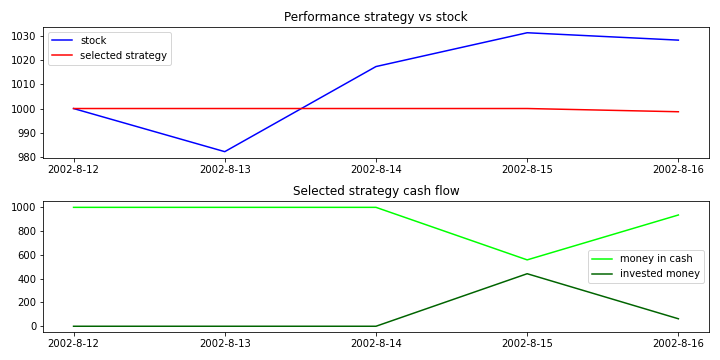 Performance strategy vs stock
1030
1020
1010
1000
990
980
stock
selected strategy
2002-8-12 2002-8-13 2002-8-14 2002-8-15 2002-8-16
Selected strategy cash flow
1000
800
600
400
200
0
money in cash
invested money
2002-8-12 2002-8-13 2002-8-14 2002-8-15 2002-8-16